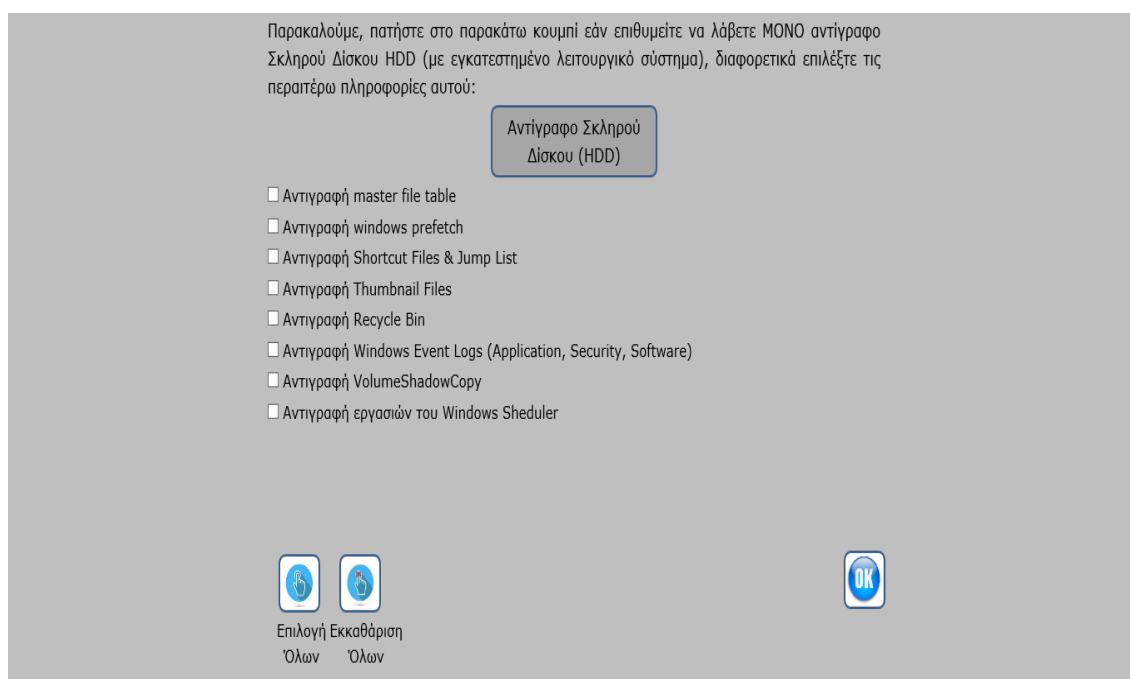 Παρακαλούμε, πατήστε στο παρακάτω κουμπί εάν επιθυμείτε να λάβετε ΜΟΝΟ αντίγραφο
Σκληρού Δίσκου HDD (με εγκατεστημένο λειτουργικό σύστημα), διαφορετικά επιλέξτε τις
περαιτέρω πληροφορίες αυτού:
Αντίγραφο Σκληρού
Δίσκου (HDD)
Αντιγραφή master file table
Αντιγραφή windows prefetch
Αντιγραφή Shortcut Files & Jump List
Αντιγραφή Thumbnail Files
Αντιγραφή Recycle Bin
Αντιγραφή Windows Event Logs (Application, Security, Software)
Αντιγραφή VolumeShadowCopy
Αντιγραφή εργασιών του Windows Sheduler
OK
Επιλογή Εκκαθάριση
Όλων Όλων